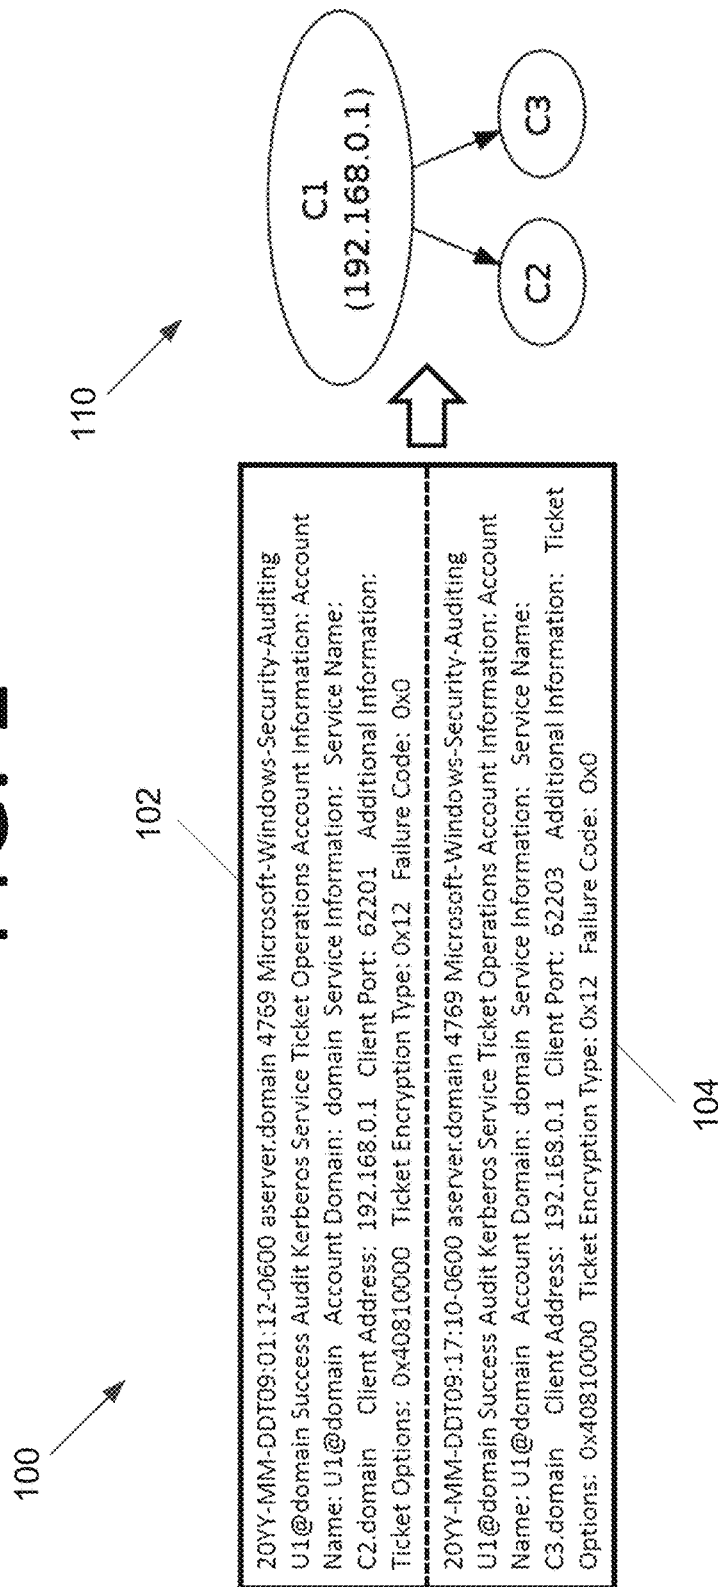 100
102
20YY-MM-DDT09:01:12-0600 aserver.domain 4769 Microsoft-Windows-Security-Auditing
U1@domain Success Audit Kerberos Service Ticket Operations Account Information: Account
Name: U1@domain Account Domain: domain Service Information: Service Name:
C2.domain Client Address: 192.168.0.1 Client Port: 62201 Additional Information:
Ticket Options: 0x40810000 Ticket Encryption Type: 0x12 Failure Code: 0x0
20YY-MM-DDT09:17:10-0600 aserver.domain 4769 Microsoft-Windows-Security-Auditing
U1@domain Success Audit Kerberos Service Ticket Operations Account Information: Account
Name: U1@domain Account Domain: domain Service Information: Service Name:
C3.domain Client Address: 192.168.0.1 Client Port: 62203 Additional Information: Ticket
Options: 0x40810000 Ticket Encryption Type: 0x12 Failure Code: 0x0
104
110
C1
(192.168.0.1)
C2
C3